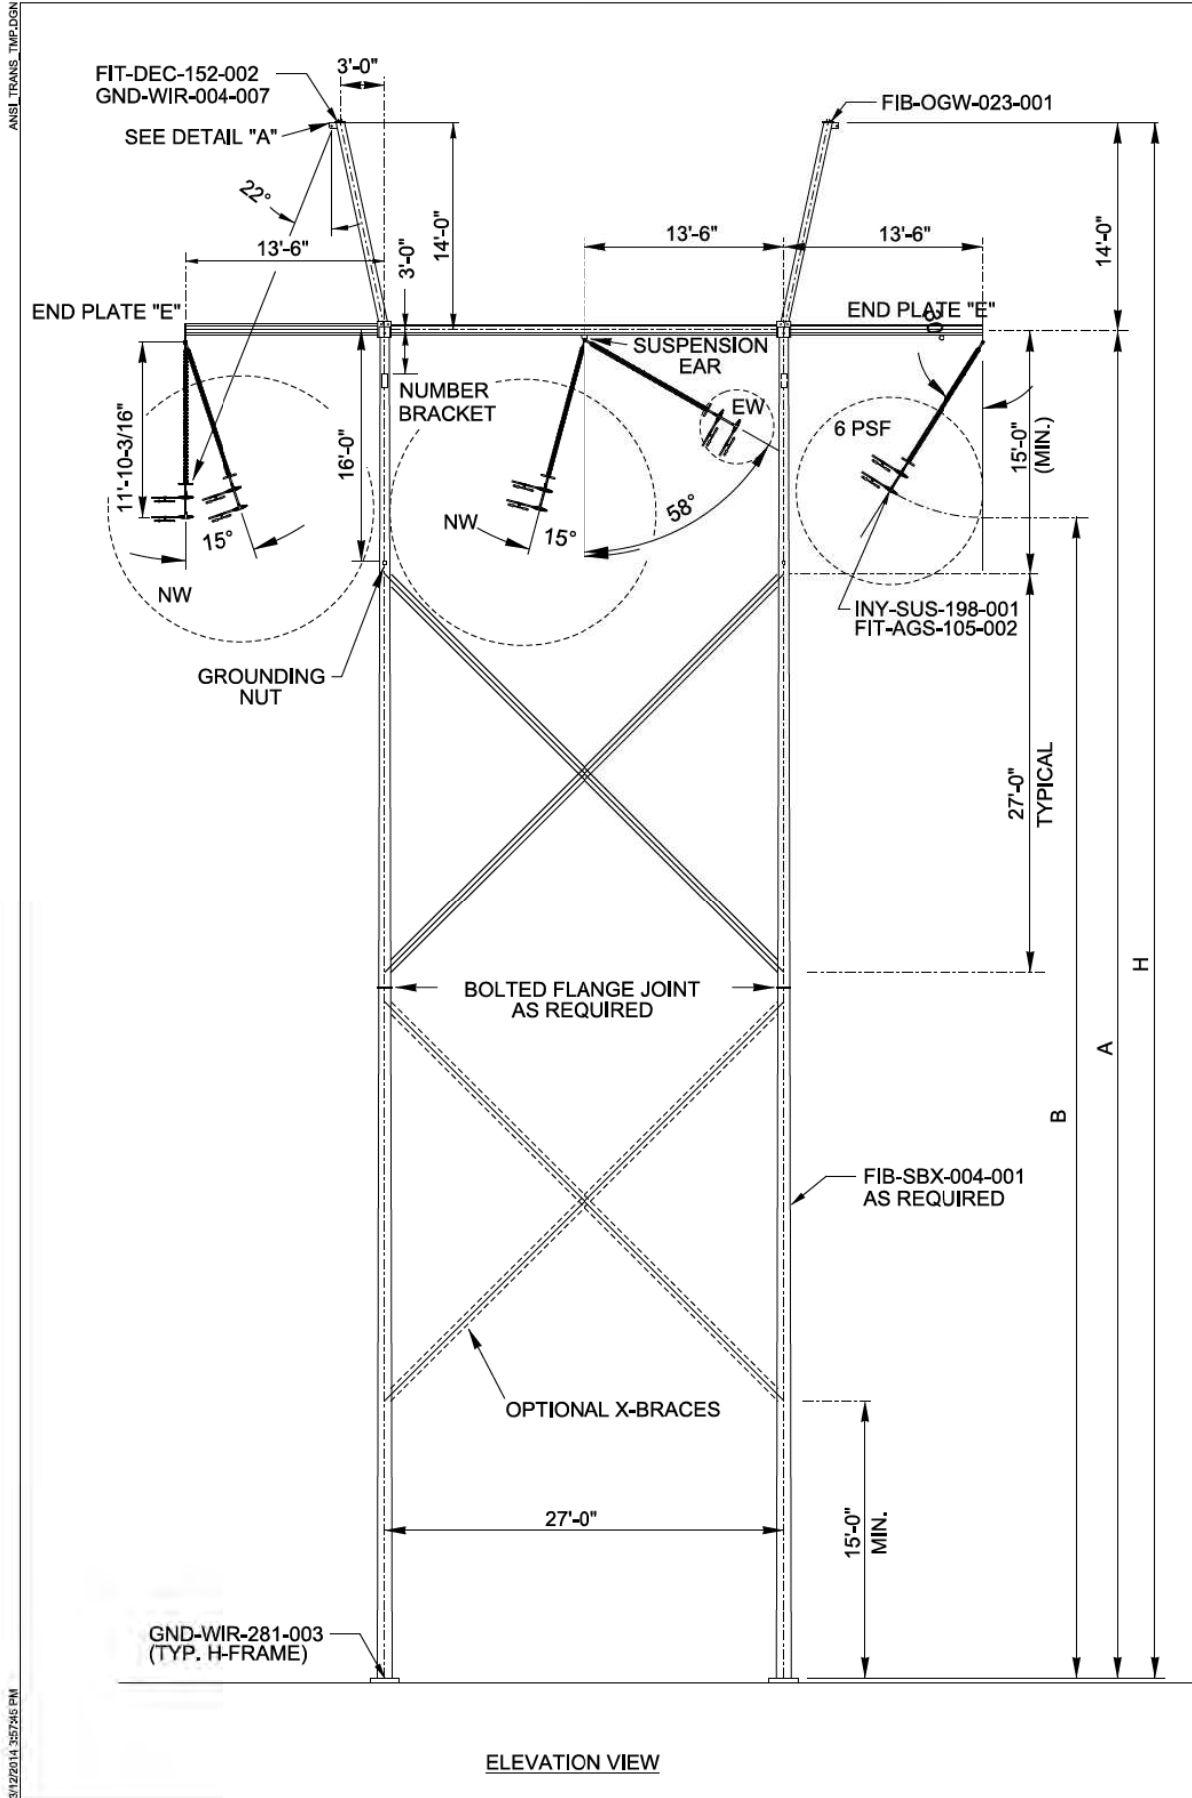 ANSI_TRANS_TMP.DGN
FIT-DEC-152-002
GND-WIR-004-007
SEE DETAIL "A"
3'-0"
FIB-OGW-023-001
22°
13'-6"
14'-0"
3'-0"
13'-6"
13'-6"
14'-0"
END PLATE "E"
END PLATE "E"
SUSPENSION
EAR
NUMBER
BRACKET
EW
6 PSF
11'-10-3/16"
16'-0"
15'-0"
(MIN.)
58°
NW
15°
15°
NW
INY-SUS-198-001
FIT-AGS-105-002
GROUNDING
NUT
27'-0"
TYPICAL
BOLTED FLANGE JOINT
AS REQUIRED
H
A
B
FIB-SBX-004-001
AS REQUIRED
OPTIONAL X-BRACES
27'-0"
15'-0"
MIN.
GND-WIR-281-003
(TYP. H-FRAME)
3/12/2014 3:57:45 PM
ELEVATION VIEW